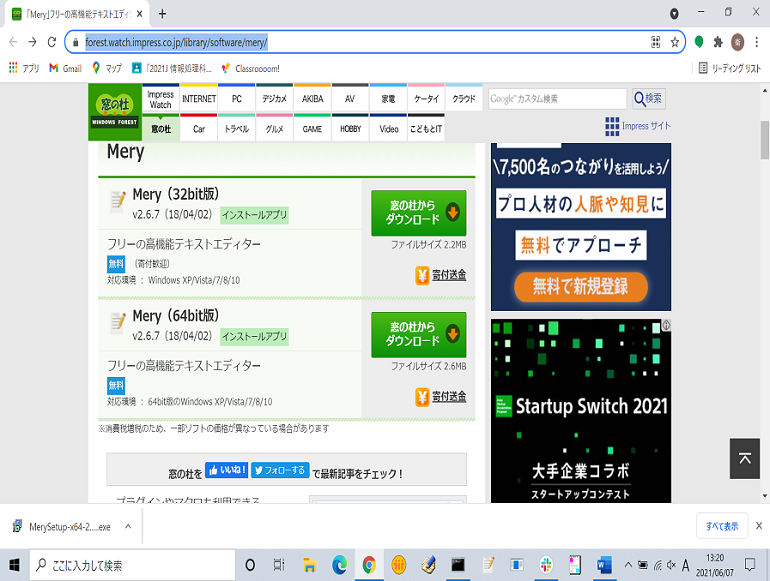 「Mery」フリーの高機能テキストエディ
forest.watch.impress.co.jp/library/software/mery/
アプリ
Gmail
マップ
「2021J 情報処理科...
Classroooom!
リーディング リスト
窓の杜
WINDOWS FOREST
Impress Watch
INTERNET
PC
デジカメ
AKIBA
AV
家電
ケータイ
クラウド
窓の杜
Car
トラベル
グルメ
GAME
HOBBY
Video
こどもとIT
Google カスタム検索
検索
Impress サイト
Mery
Mery（32bit版）
v2.6.7（18/04/02）
インストールアプリ
窓の杜から
ダウンロード
フリーの高機能テキストエディター
ファイルサイズ 2.2MB
無料 （寄付歓迎）
寄付送金
対応環境 ： Windows XP/Vista/7/8/10
Mery（64bit版）
v2.6.7（18/04/02）
インストールアプリ
窓の杜から
ダウンロード
フリーの高機能テキストエディター
ファイルサイズ 2.6MB
無料
寄付送金
対応環境 ： 64bit版のWindows XP/Vista/7/8/10
※消費税増税のため、一部ソフトの価格が異なっている場合があります
窓の杜を いいね！ フォローする で最新記事をチェック！
プラグインやマクロも利用できる
\7,500名のつながりを活用しよう/
プロ人材の人脈や知見に
無料でアプローチ
無料で新規登録
Startup Switch 2021
大手企業コラボ
スタートアップコンテスト
MerySetup-x64-2....exe
すべて表示
ここに入力して検索
A
13:20
2021/06/07